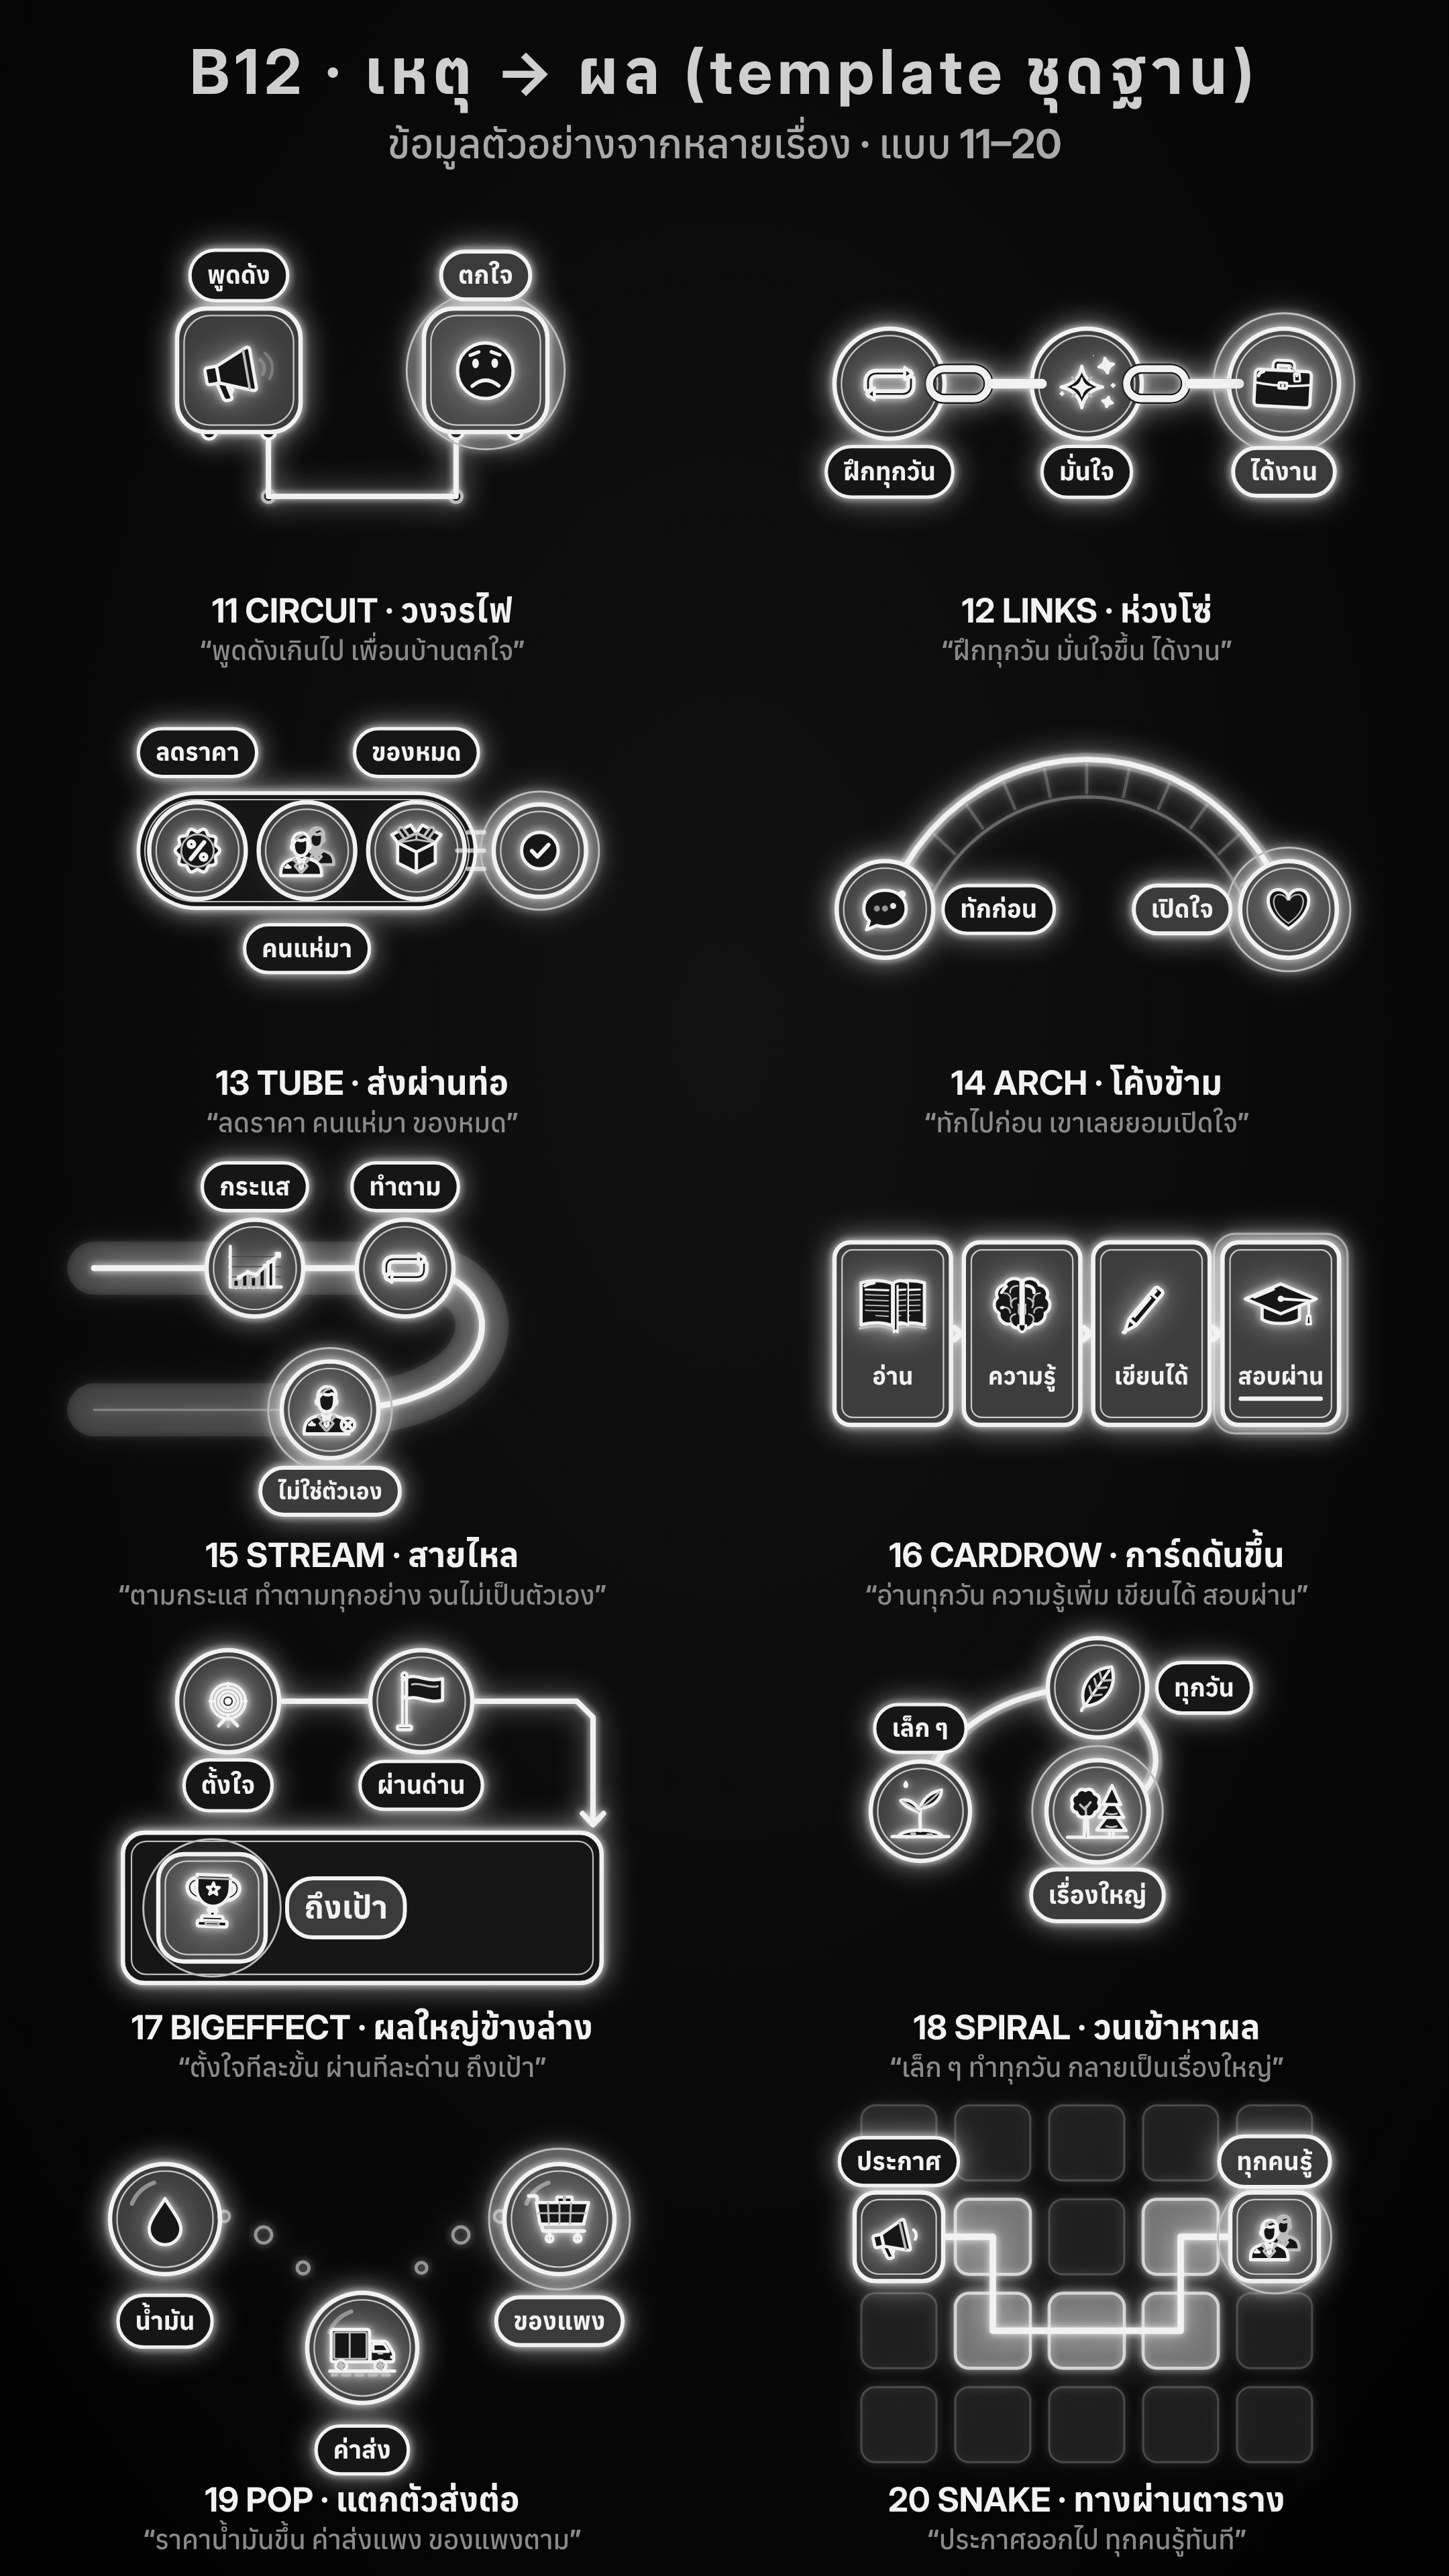 B12 · เหตุ → ผล (template ชุดฐาน)
ข้อมูลตัวอย่างจากหลายเรื่อง · แบบ 11–20
พูดดัง
ตกใจ
11 CIRCUIT · วงจรไฟ
“พูดดังเกินไป เพื่อนบ้านตกใจ”
ฝึกทุกวัน
มั่นใจ
ได้งาน
12 LINKS · ห่วงโซ่
“ฝึกทุกวัน มั่นใจขึ้น ได้งาน”
ลดราคา
ของหมด
คนแห่มา
13 TUBE · ส่งผ่านท่อ
“ลดราคา คนแห่มา ของหมด”
ทักก่อน
เปิดใจ
14 ARCH · โค้งข้าม
“ทักไปก่อน เขาเลยยอมเปิดใจ”
กระแส
ทำตาม
ไม่ใช่ตัวเอง
15 STREAM · สายไหล
“ตามกระแส ทำตามทุกอย่าง จนไม่เป็นตัวเอง”
อ่าน
ความรู้
เขียนได้
สอบผ่าน
16 CARDROW · การ์ดดันขึ้น
“อ่านทุกวัน ความรู้เพิ่ม เขียนได้ สอบผ่าน”
ตั้งใจ
ผ่านด่าน
ถึงเป้า
17 BIGEFFECT · ผลใหญ่ข้างล่าง
“ตั้งใจทีละขั้น ผ่านทีละด่าน ถึงเป้า”
ทุกวัน
เล็ก ๆ
เรื่องใหญ่
18 SPIRAL · วนเข้าหาผล
“เล็ก ๆ ทำทุกวัน กลายเป็นเรื่องใหญ่”
น้ำมัน
ของแพง
ค่าส่ง
19 POP · แตกตัวส่งต่อ
“ราคาน้ำมันขึ้น ค่าส่งแพง ของแพงตาม”
ประกาศ
ทุกคนรู้
20 SNAKE · ทางผ่านตาราง
“ประกาศออกไป ทุกคนรู้ทันที”